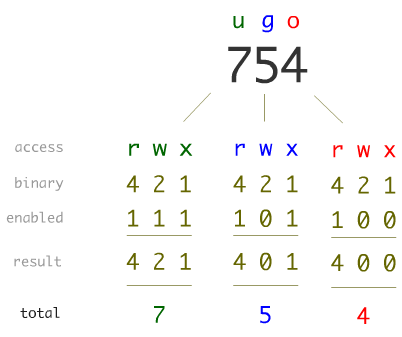 u g o
754
access r w x r w x r w x
binary 4 2 1 4 2 1 4 2 1
enabled 1 1 1 1 0 1 1 0 0
result 4 2 1 4 0 1 4 0 0
total 7 5 4